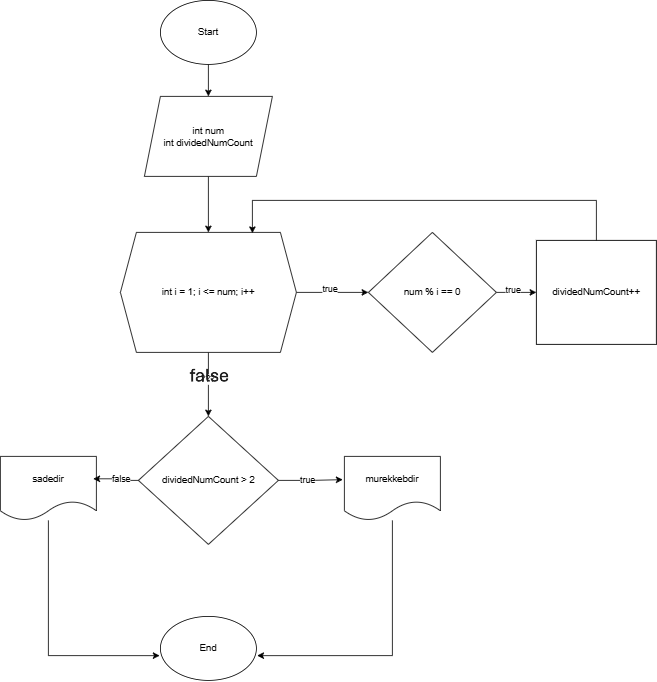 Start
int num
int dividedNumCount
int i = 1; i <= num; i++
true
num % i == 0
true
dividedNumCount++
false
sadedir
false
dividedNumCount > 2
true
murekkebdir
End